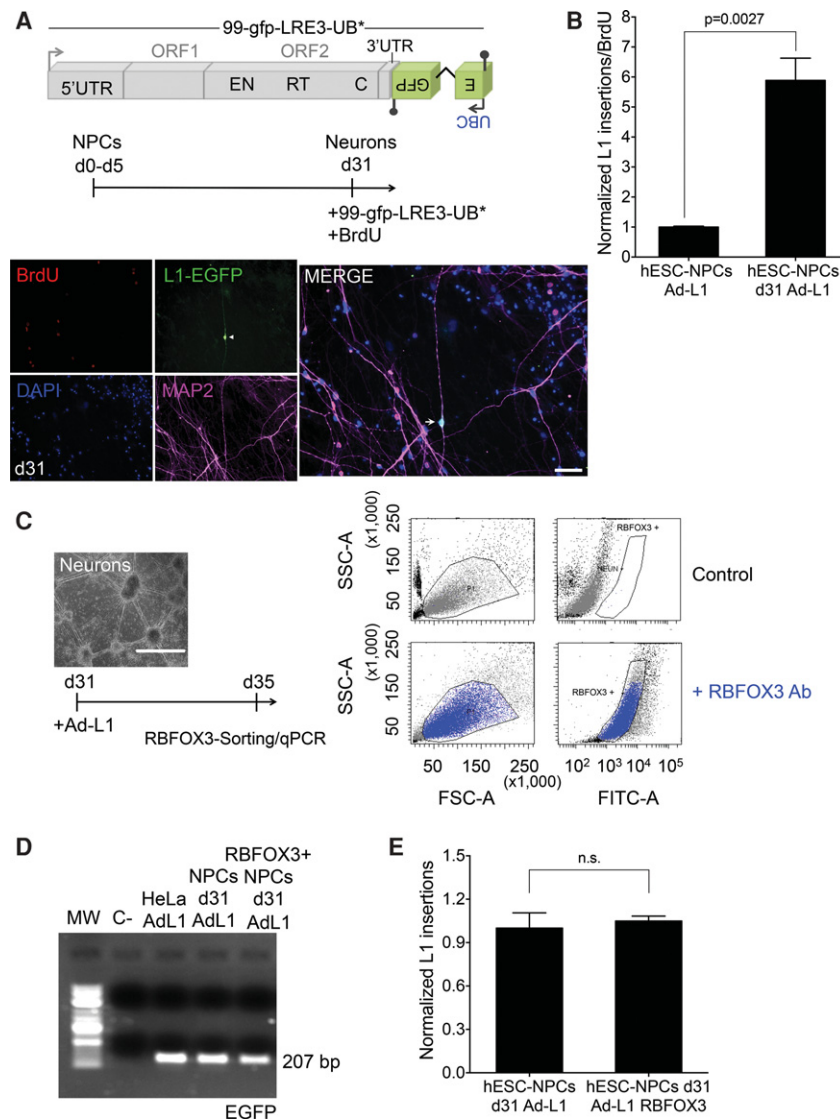 A
99-gfp-LRE3-UB*
ORF1
ORF2
3'UTR
5'UTR
EN
RT
C
GFP
E
UBC
NPCs
d0-d5
Neurons
d31
+99-gfp-LRE3-UB*
+BrdU
BrdU
L1-EGFP
MERGE
DAPI
MAP2
d31
B
p=0.0027
Normalized L1 insertions/BrdU
8
7
6
5
4
3
2
1
0
hESC-NPCs
Ad-L1
hESC-NPCs
d31 Ad-L1
C
Neurons
d31
d35
+Ad-L1
RBFOX3-Sorting/qPCR
SSC-A
(x1,000)
250
150
50
P1
RBFOX3 +
NEUN -
Control
SSC-A
(x1,000)
250
150
50
RBFOX3 +
+ RBFOX3 Ab
50 150 250
(x1,000)
FSC-A
10² 10³ 10⁴ 10⁵
FITC-A
D
MW
C-
HeLa
AdL1
NPCs
d31
AdL1
RBFOX3+
NPCs
d31
AdL1
207 bp
EGFP
E
n.s.
Normalized L1 insertions
1.5
1.2
0.9
0.6
0.3
0.0
hESC-NPCs
d31 Ad-L1
hESC-NPCs d31
Ad-L1 RBFOX3